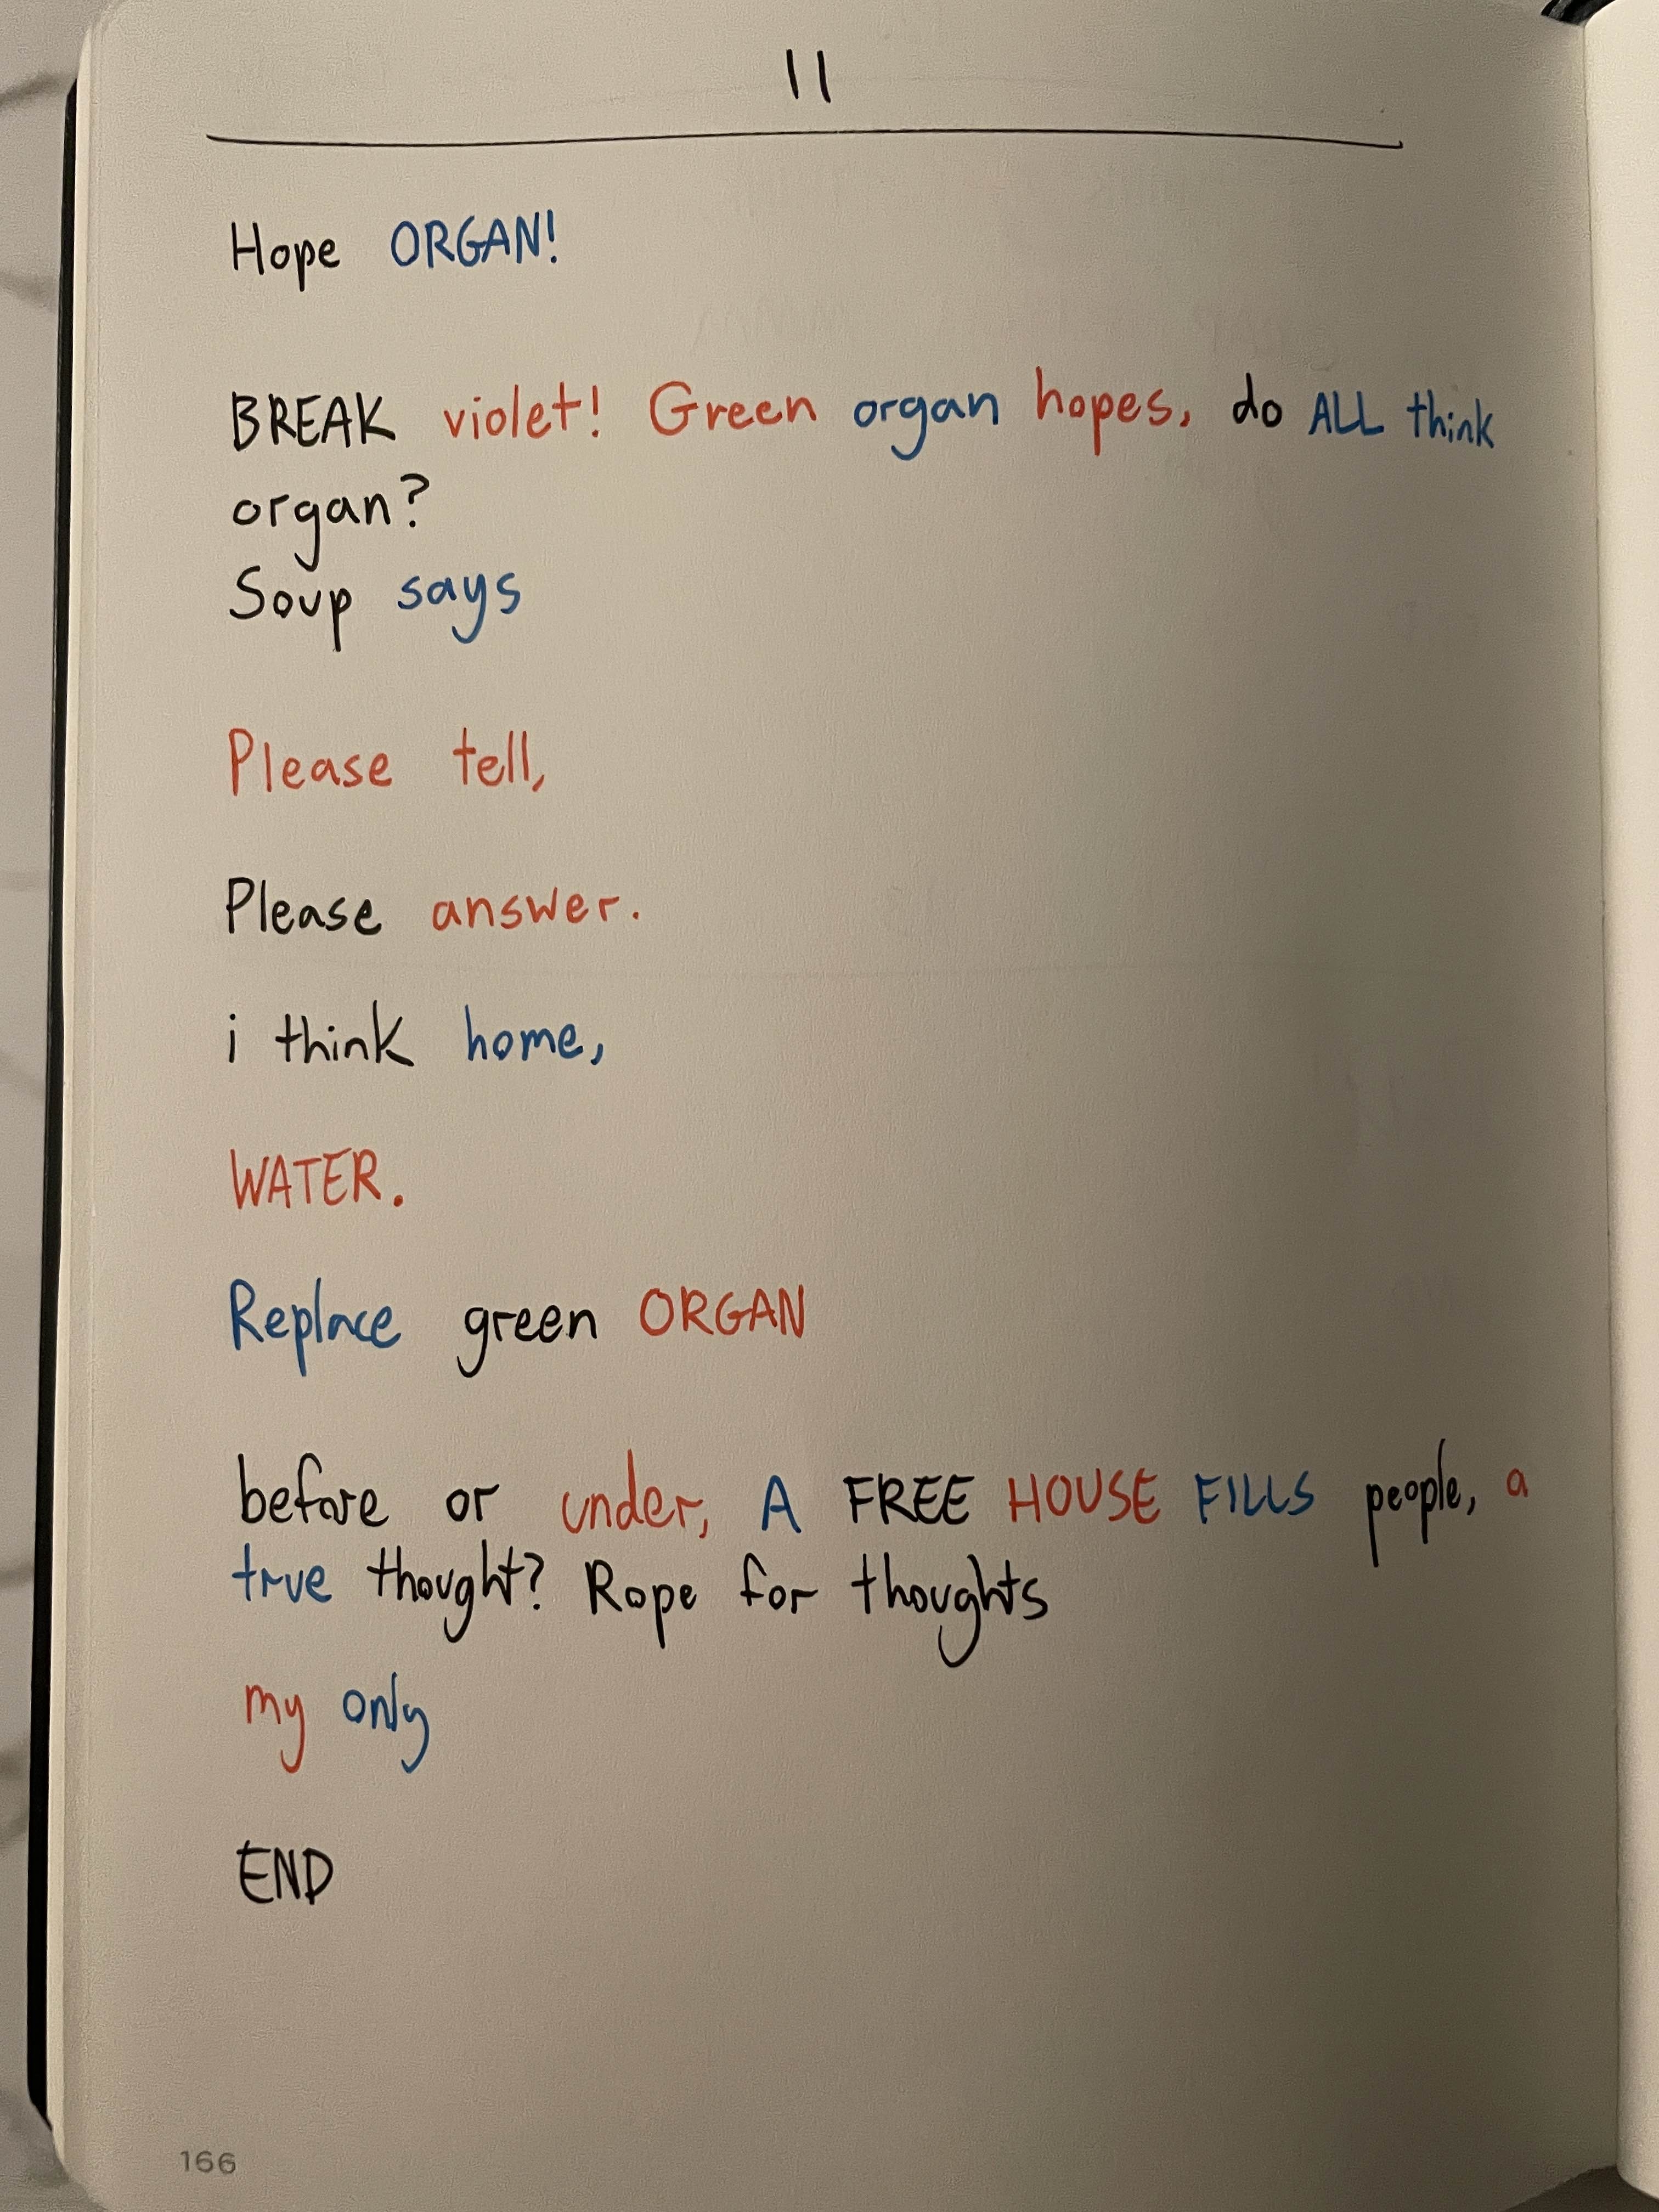 11
Hope ORGAN!
BREAK violet! Green organ hopes, do ALL think
organ?
Soup says
Please tell,
Please answer.
i think home,
WATER.
Replace green ORGAN
before or under, A FREE HOUSE FILLS people, a
true thought? Rope for thoughts
my only
END
166